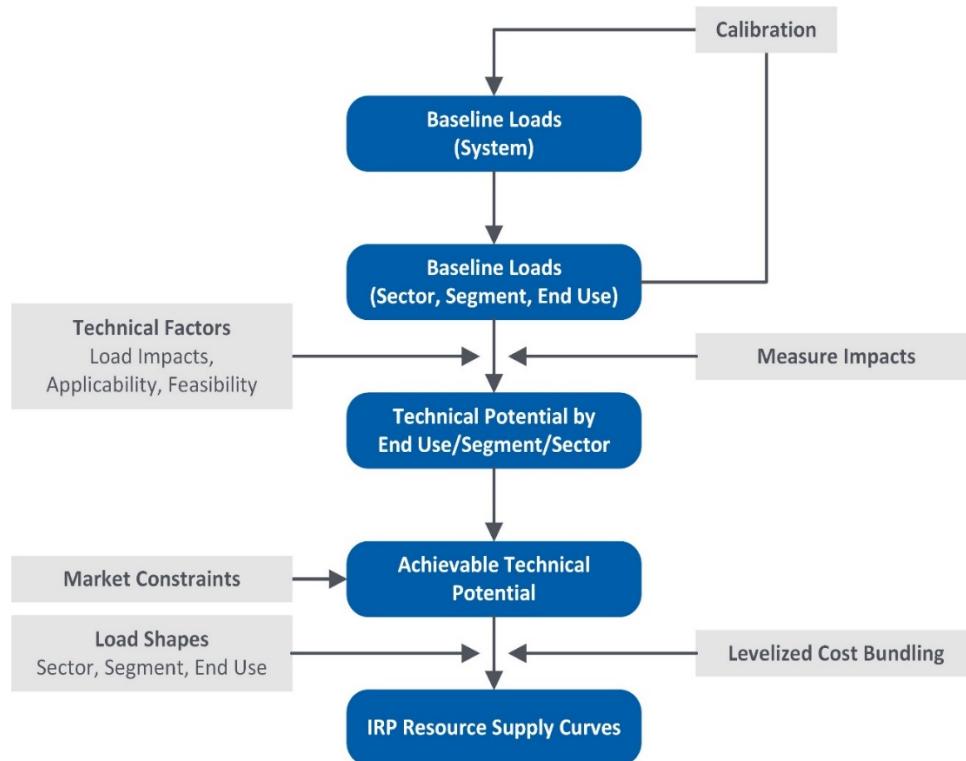 Calibration
Baseline Loads
(System)
Baseline Loads
(Sector, Segment, End Use)
Technical Factors
Load Impacts,
Applicability, Feasibility
Measure Impacts
Technical Potential by
End Use/Segment/Sector
Achievable Technical
Potential
Market Constraints
Load Shapes
Sector, Segment, End Use
Levelized Cost Bundling
IRP Resource Supply Curves